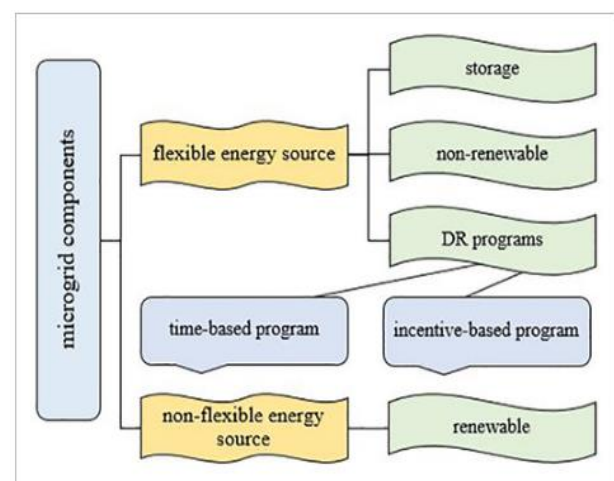 microgrid components
flexible energy source
storage
non-renewable
DR programs
time-based program
incentive-based program
non-flexible energy
source
renewable